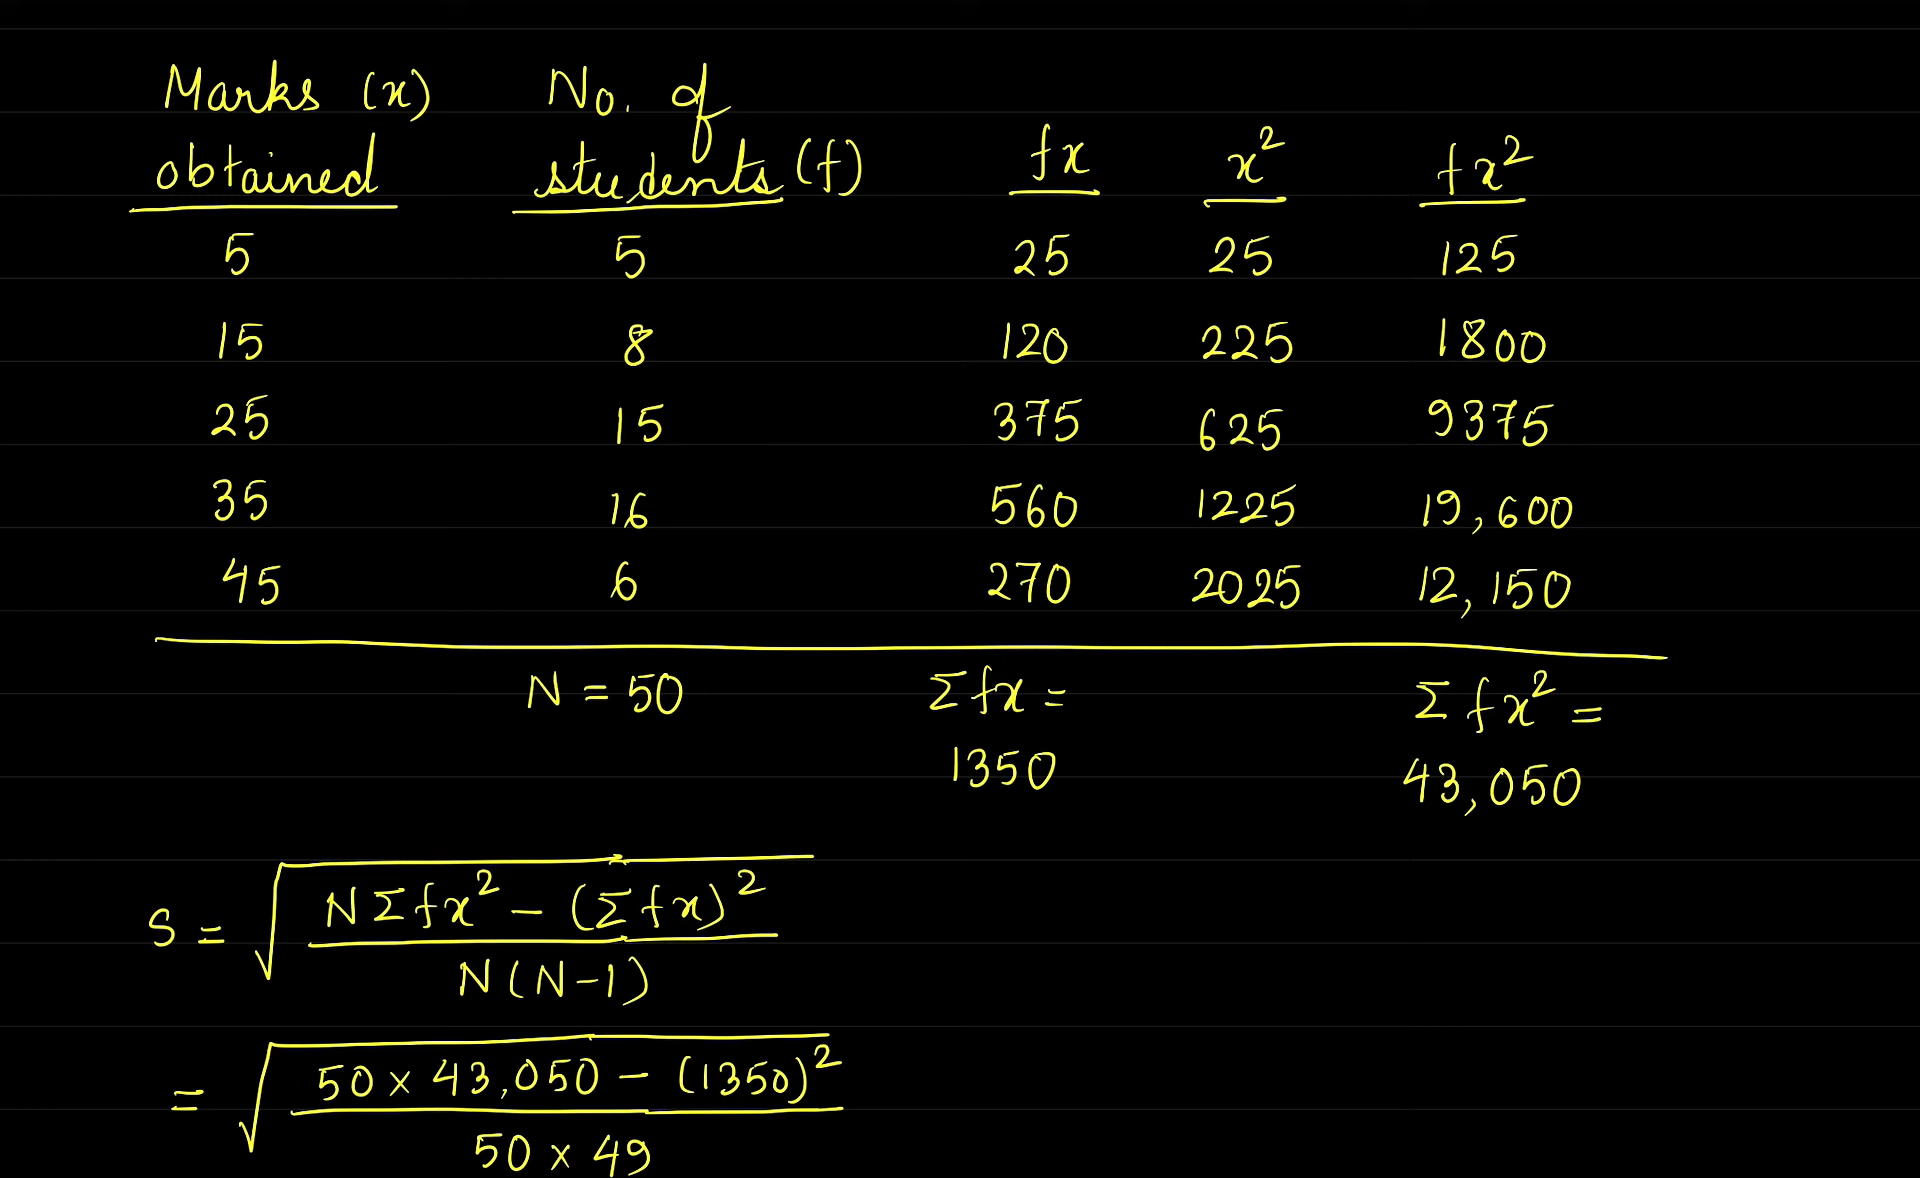 Marks (x) obtained No. of students (f) fx x² fx²
5 5 25 25 125
15 8 120 225 1800
25 15 375 625 9375
35 16 560 1225 19,600
45 6 270 2025 12,150
N = 50 Σfx = 1350 Σfx² = 43,050
S = √((NΣfx² - (Σfx)²) / (N(N-1)))
= √((50 × 43,050 - (1350)²) / (50 × 49))